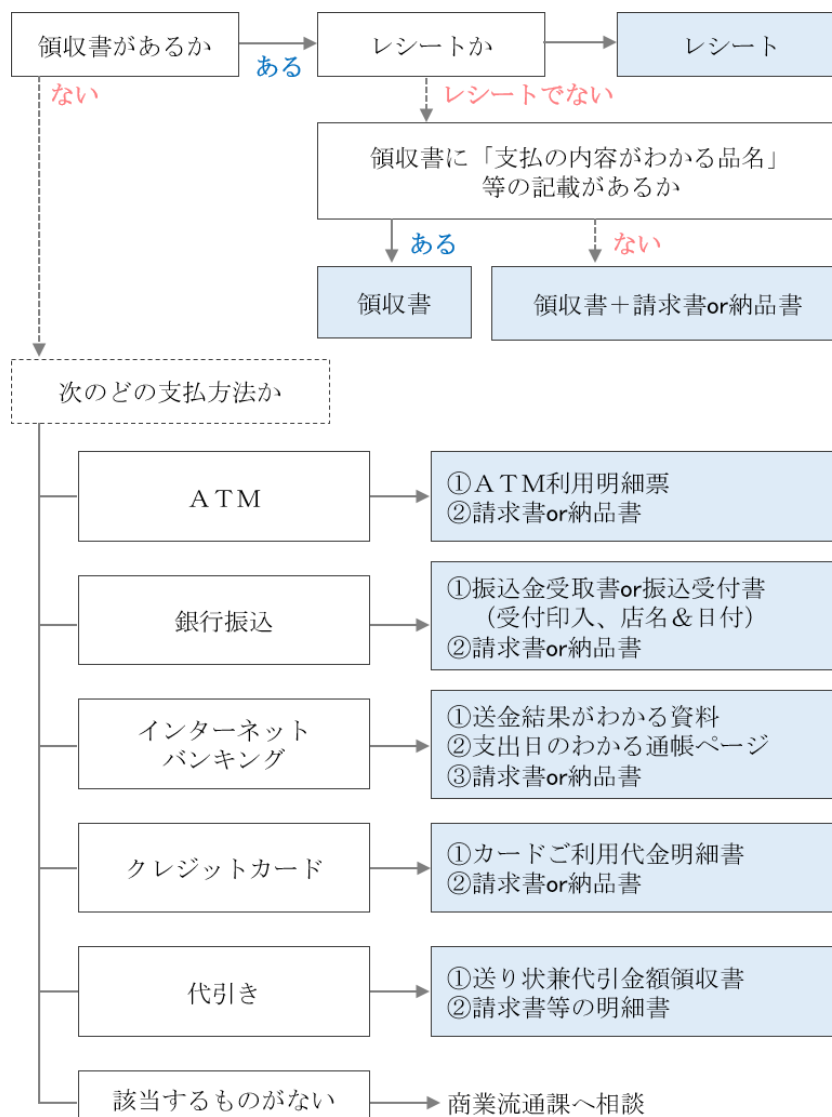 領収書があるか
ある
レシートか
レシート
ない
レシートでない
領収書に「支払の内容がわかる品名」
等の記載があるか
ある
ない
領収書
領収書＋請求書or納品書
次のどの支払方法か
ＡＴＭ
①ＡＴＭ利用明細票
②請求書or納品書
銀行振込
①振込金受取書or振込受付書
（受付印入、店名＆日付）
②請求書or納品書
インターネット
バンキング
①送金結果がわかる資料
②支出日のわかる通帳ページ
③請求書or納品書
クレジットカード
①カードご利用代金明細書
②請求書or納品書
代引き
①送り状兼代引金額領収書
②請求書等の明細書
該当するものがない
商業流通課へ相談